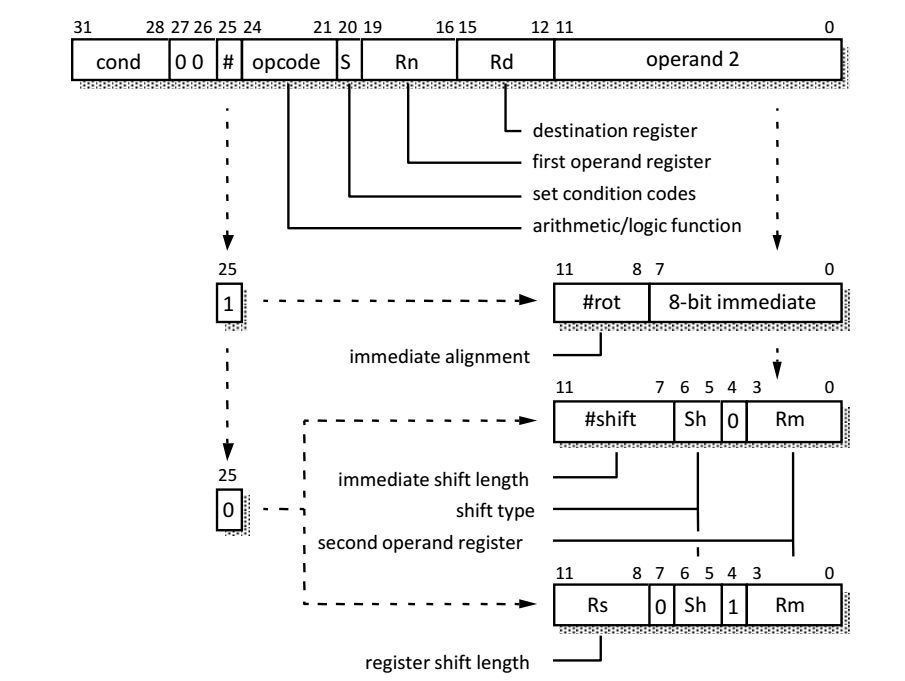 31 28 27 26 25 24 21 20 19 16 15 12 11 0
cond 0 0 # opcode S Rn Rd operand 2
destination register
first operand register
set condition codes
arithmetic/logic function
25 11 8 7 0
1 #rot 8-bit immediate
immediate alignment
11 7 6 5 4 3 0
#shift Sh 0 Rm
immediate shift length
25
0
shift type
second operand register
11 8 7 6 5 4 3 0
Rs 0 Sh 1 Rm
register shift length